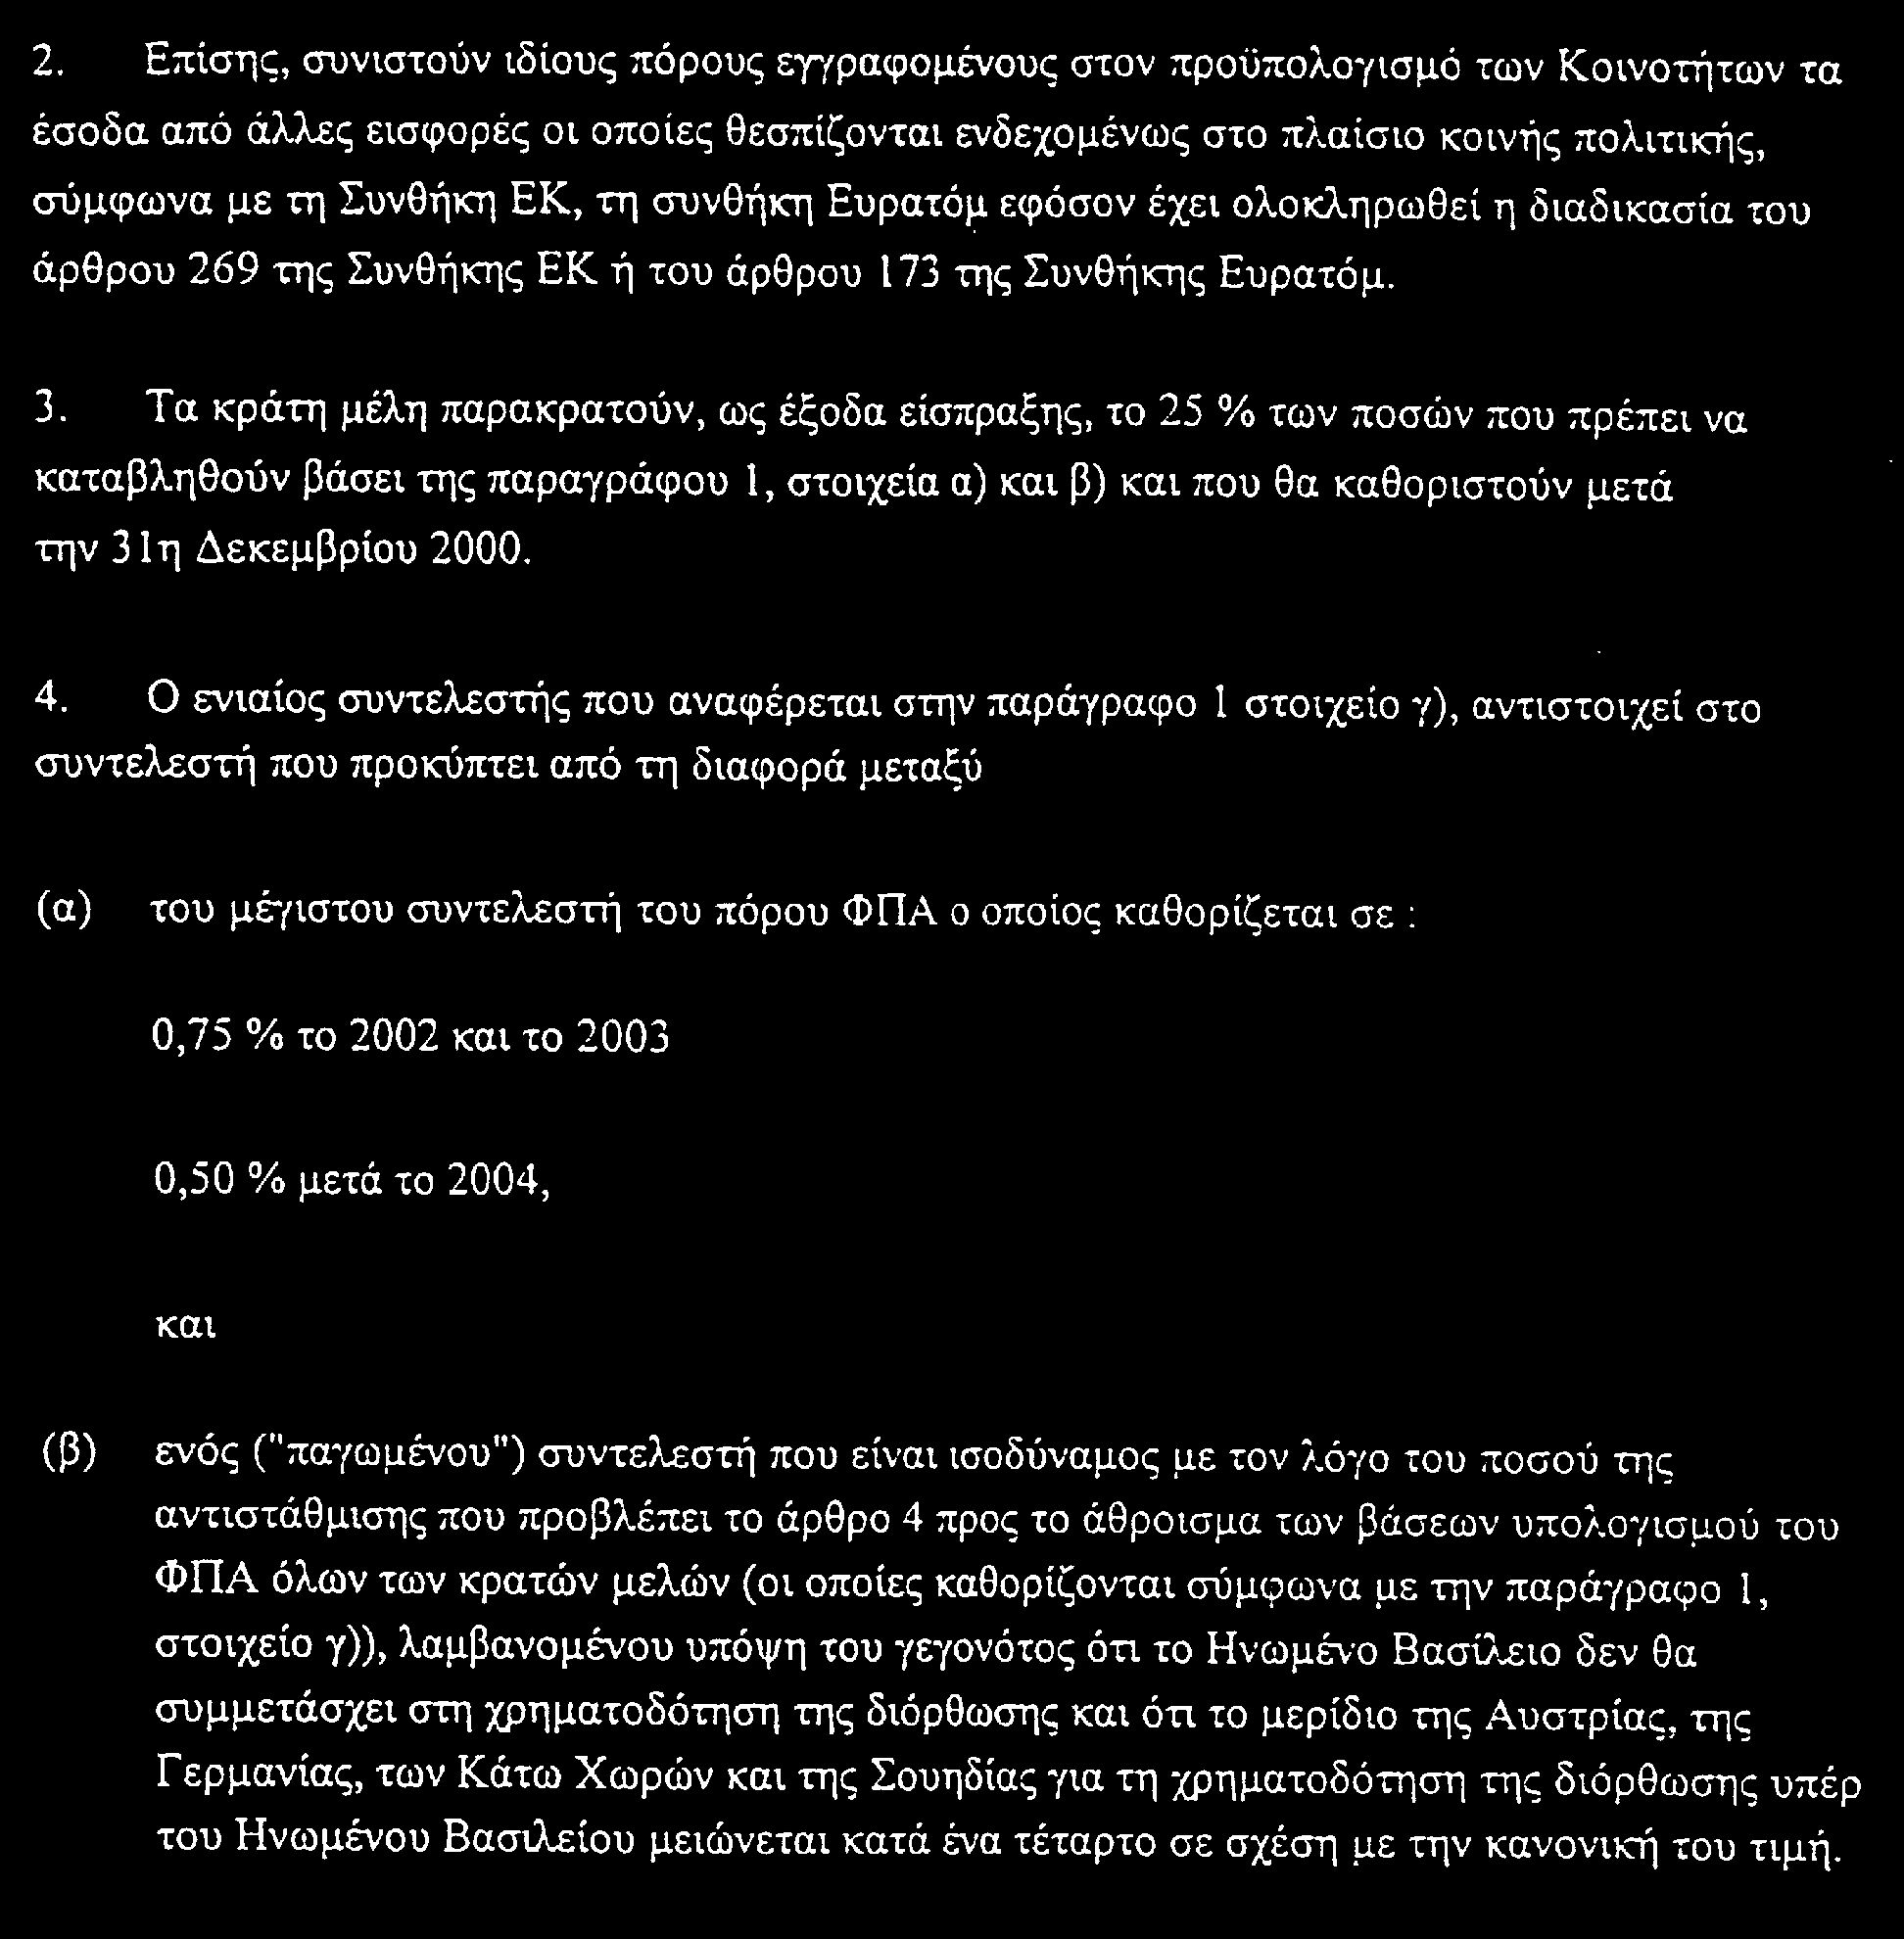 2. Επίσης, συνιστούν ιδίους πόρους εγγραφομένους στον προϋπολογισμό των Κοινοτήτων τα
έσοδα από άλλες εισφορές οι οποίες θεσπίζονται ενδεχομένως στο πλαίσιο κοινής πολιτικής,
σύμφωνα με τη Συνθήκη ΕΚ, τη συνθήκη Ευρατόμ εφόσον έχει ολοκληρωθεί η διαδικασία του
άρθρου 269 της Συνθήκης ΕΚ ή του άρθρου 173 της Συνθήκης Ευρατόμ.
3. Τα κράτη μέλη παρακρατούν, ως έξοδα είσπραξης, το 25 % των ποσών που πρέπει να
καταβληθούν βάσει της παραγράφου 1, στοιχεία α) και β) και που θα καθοριστούν μετά
την 31η Δεκεμβρίου 2000.
4. Ο ενιαίος συντελεστής που αναφέρεται στην παράγραφο 1 στοιχείο γ), αντιστοιχεί στο
συντελεστή που προκύπτει από τη διαφορά μεταξύ
(α) του μέγιστου συντελεστή του πόρου ΦΠΑ ο οποίος καθορίζεται σε :
0,75 % το 2002 και το 2003
0,50 % μετά το 2004,
και
(β) ενός ("παγωμένου") συντελεστή που είναι ισοδύναμος με τον λόγο του ποσού της
αντιστάθμισης που προβλέπει το άρθρο 4 προς το άθροισμα των βάσεων υπολογισμού του
ΦΠΑ όλων των κρατών μελών (οι οποίες καθορίζονται σύμφωνα με την παράγραφο 1,
στοιχείο γ)), λαμβανομένου υπόψη του γεγονότος ότι το Ηνωμένο Βασίλειο δεν θα
συμμετάσχει στη χρηματοδότηση της διόρθωσης και ότι το μερίδιο της Αυστρίας, της
Γερμανίας, των Κάτω Χωρών και της Σουηδίας για τη χρηματοδότηση της διόρθωσης υπέρ
του Ηνωμένου Βασιλείου μειώνεται κατά ένα τέταρτο σε σχέση με την κανονική του τιμή.